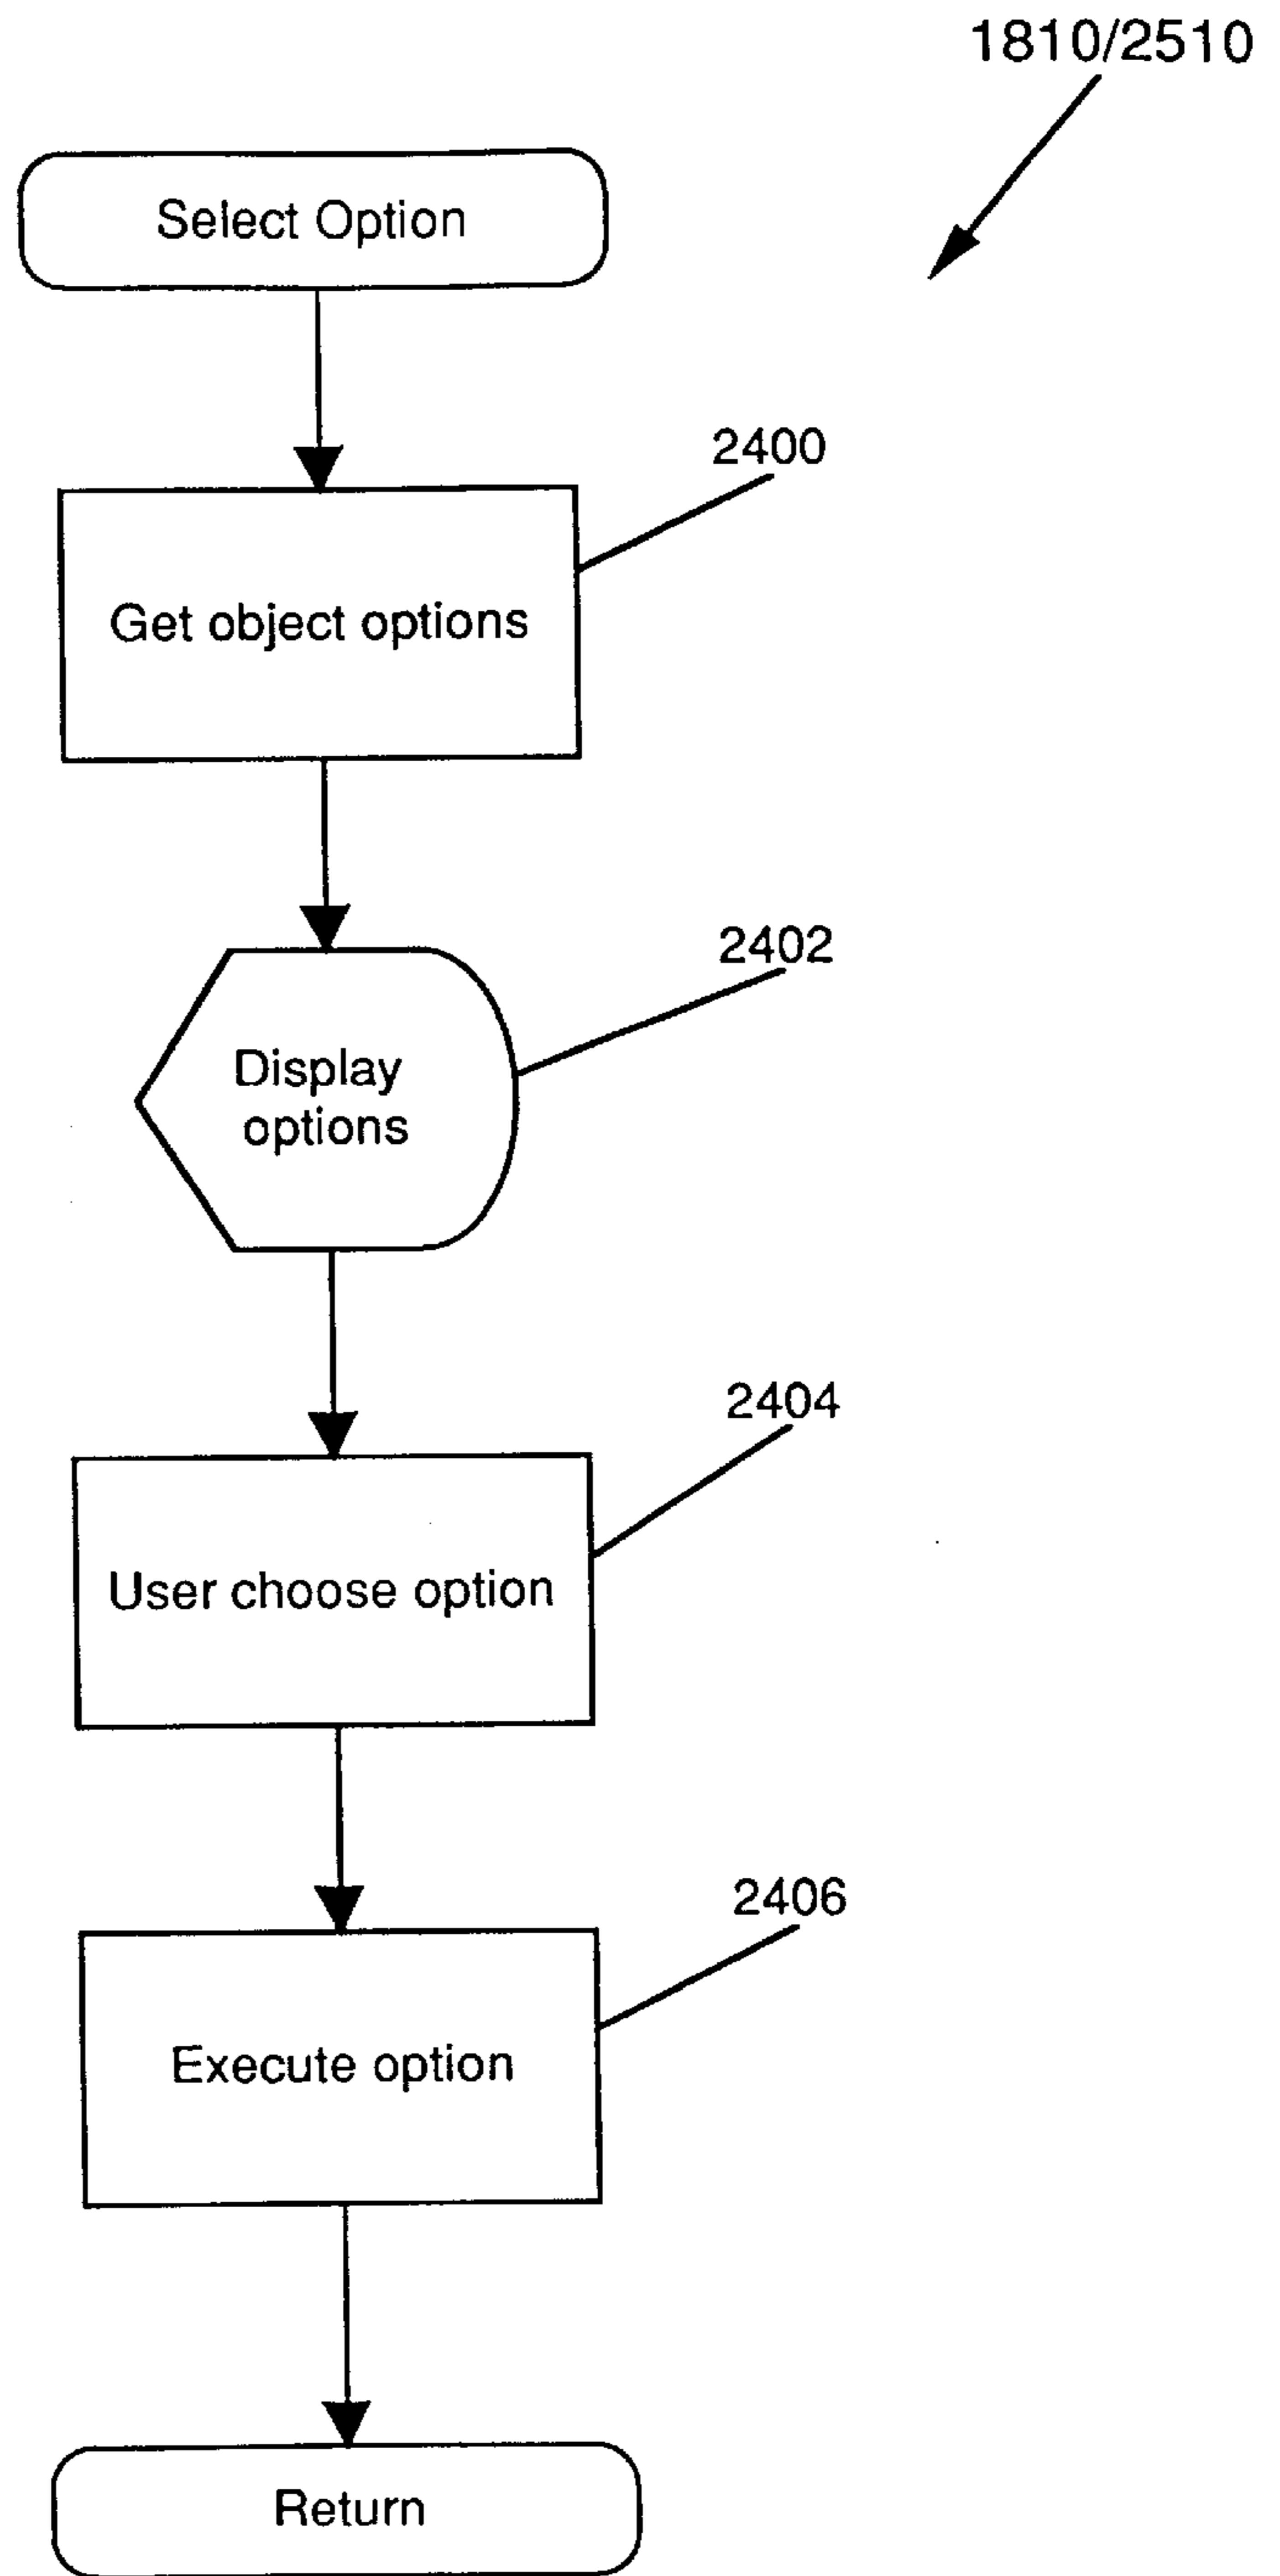 1810/2510
Select Option
2400
Get object options
2402
Display
options
2404
User choose option
2406
Execute option
Return